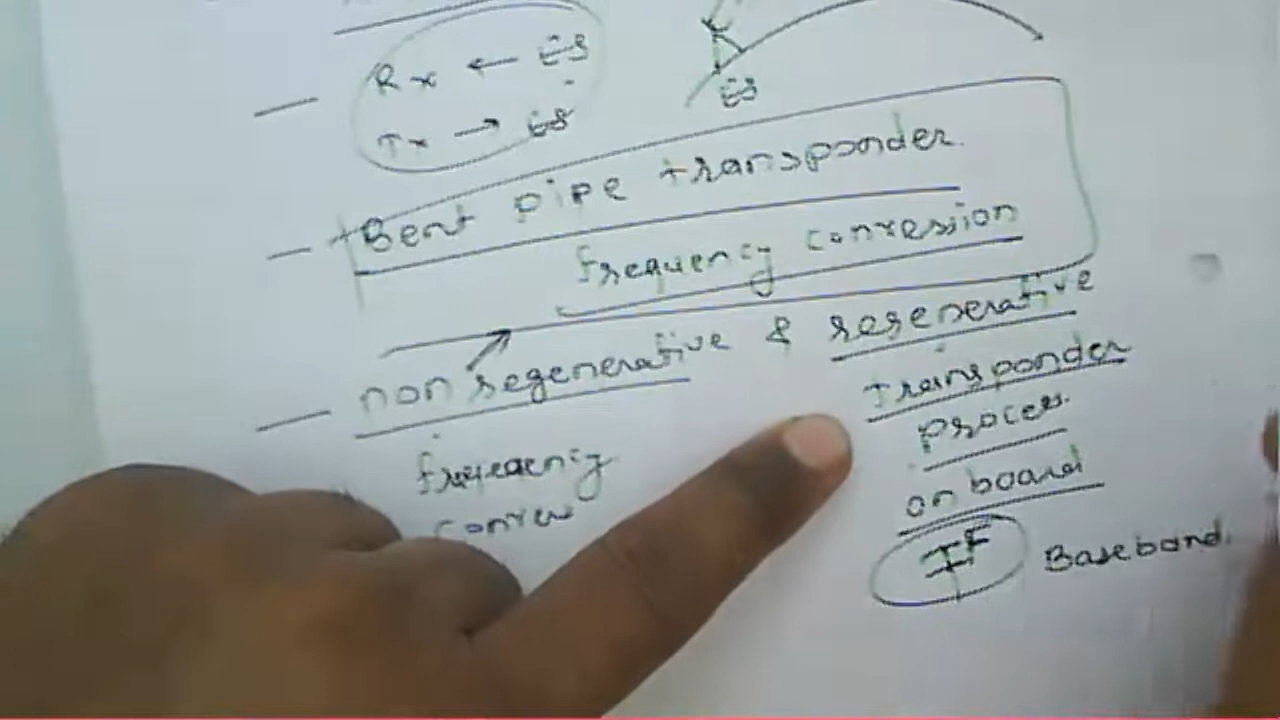 Rx ← ES
Tx → ES
ES
Bent pipe transponder
frequency conression
non regenerative & regenerative
transponder
process
on board
IF Baseband
frequency